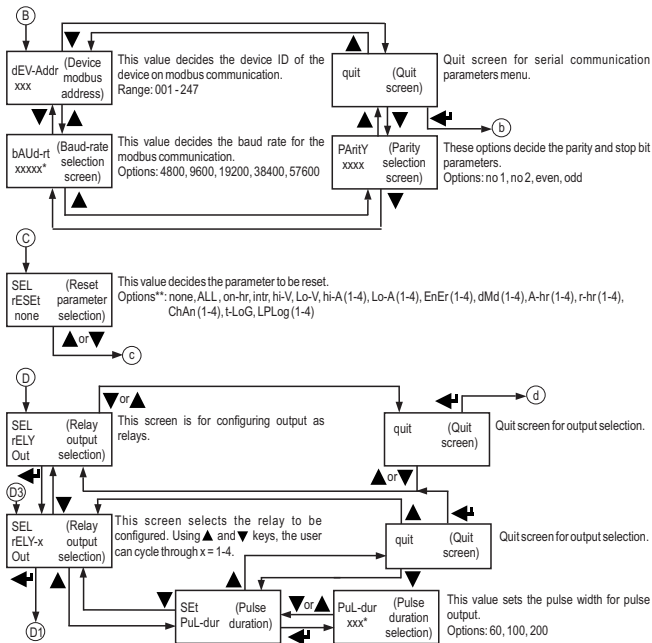 B
dEV-Addr (Device
xxx modbus
address)
This value decides the device ID of the
device on modbus communication.
Range: 001 - 247
quit (Quit
screen)
Quit screen for serial communication
parameters menu.
b
bAUd-rt (Baud-rate
xxxxx* selection
screen)
This value decides the baud rate for the
modbus communication.
Options: 4800, 9600, 19200, 38400, 57600
PAritY (Parity
xxxx selection
screen)
These options decide the parity and stop bit
parameters.
Options: no 1, no 2, even, odd
C
SEL (Reset
rESEt parameter
none selection)
This value decides the parameter to be reset.
Options**: none, ALL, on-hr, intr, hi-V, Lo-V, hi-A (1-4), Lo-A (1-4), EnEr (1-4), dMd (1-4), A-hr (1-4), r-hr (1-4),
ChAn (1-4), t-LoG, LPLog (1-4)
▲ or ▼
c
D
▼or▲
SEL (Relay
rELY output
Out selection)
This screen is for configuring output as
relays.
d
quit (Quit
screen)
Quit screen for output selection.
▲or▼
D3
SEL (Relay
rELY-x output
Out selection)
This screen selects the relay to be
configured. Using ▲ and ▼ keys, the user
can cycle through x = 1-4.
quit (Quit
screen)
Quit screen for output selection.
D1
SEt (Pulse
PuL-dur duration)
▼or▲
PuL-dur (Pulse
xxx* duration
selection)
This value sets the pulse width for pulse
output.
Options: 60, 100, 200